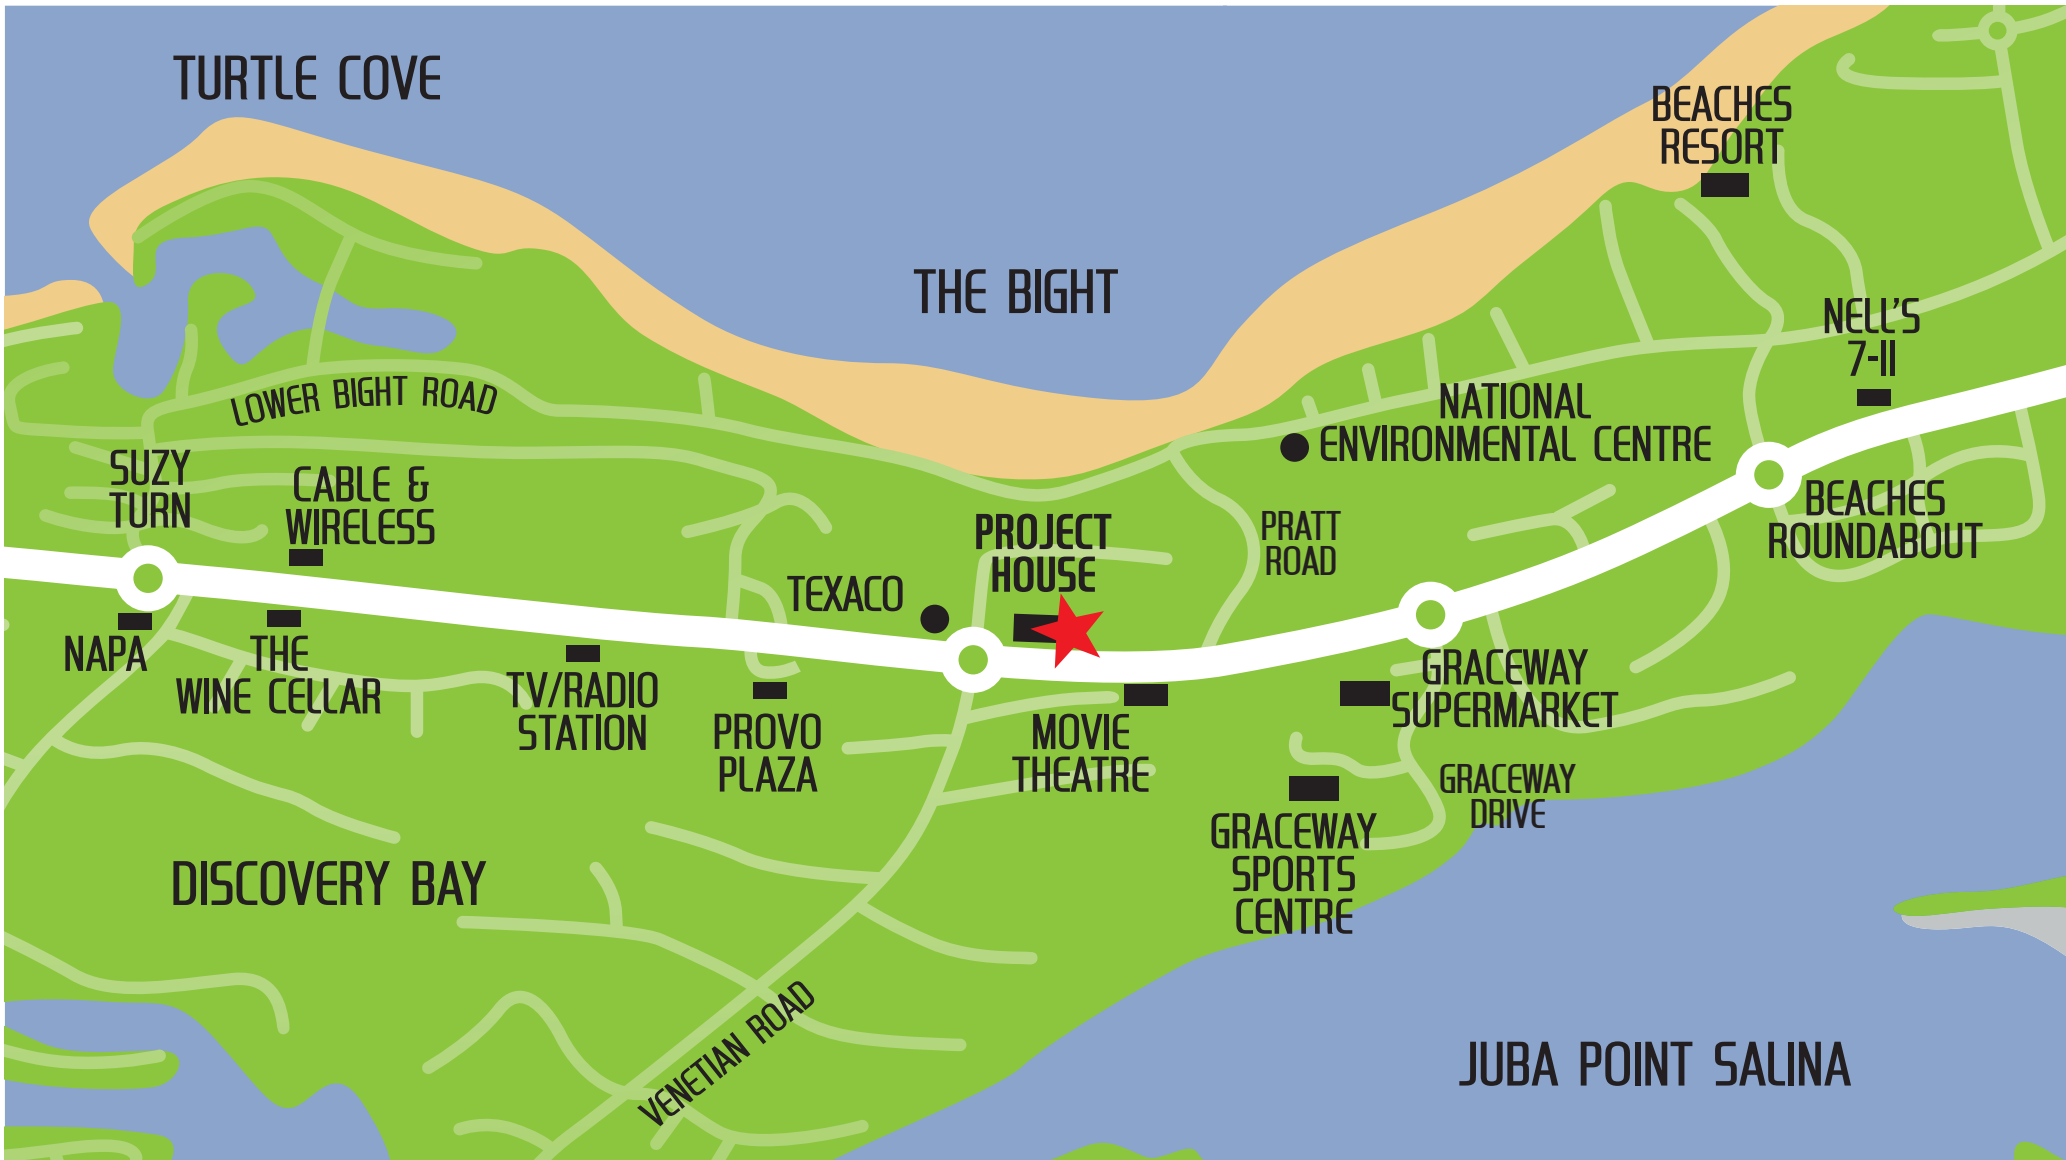 TURTLE COVE
BEACHES
RESORT
THE BIGHT
NELL'S
7-11
LOWER BIGHT ROAD
NATIONAL
ENVIRONMENTAL CENTRE
SUZY
TURN
CABLE &
WIRELESS
BEACHES
ROUNDABOUT
PROJECT
HOUSE
PRATT
ROAD
TEXACO
NAPA
THE
WINE CELLAR
TV/RADIO
STATION
PROVO
PLAZA
MOVIE
THEATRE
GRACEWAY
SUPERMARKET
GRACEWAY
DRIVE
GRACEWAY
SPORTS
CENTRE
DISCOVERY BAY
VENETIAN ROAD
JUBA POINT SALINA